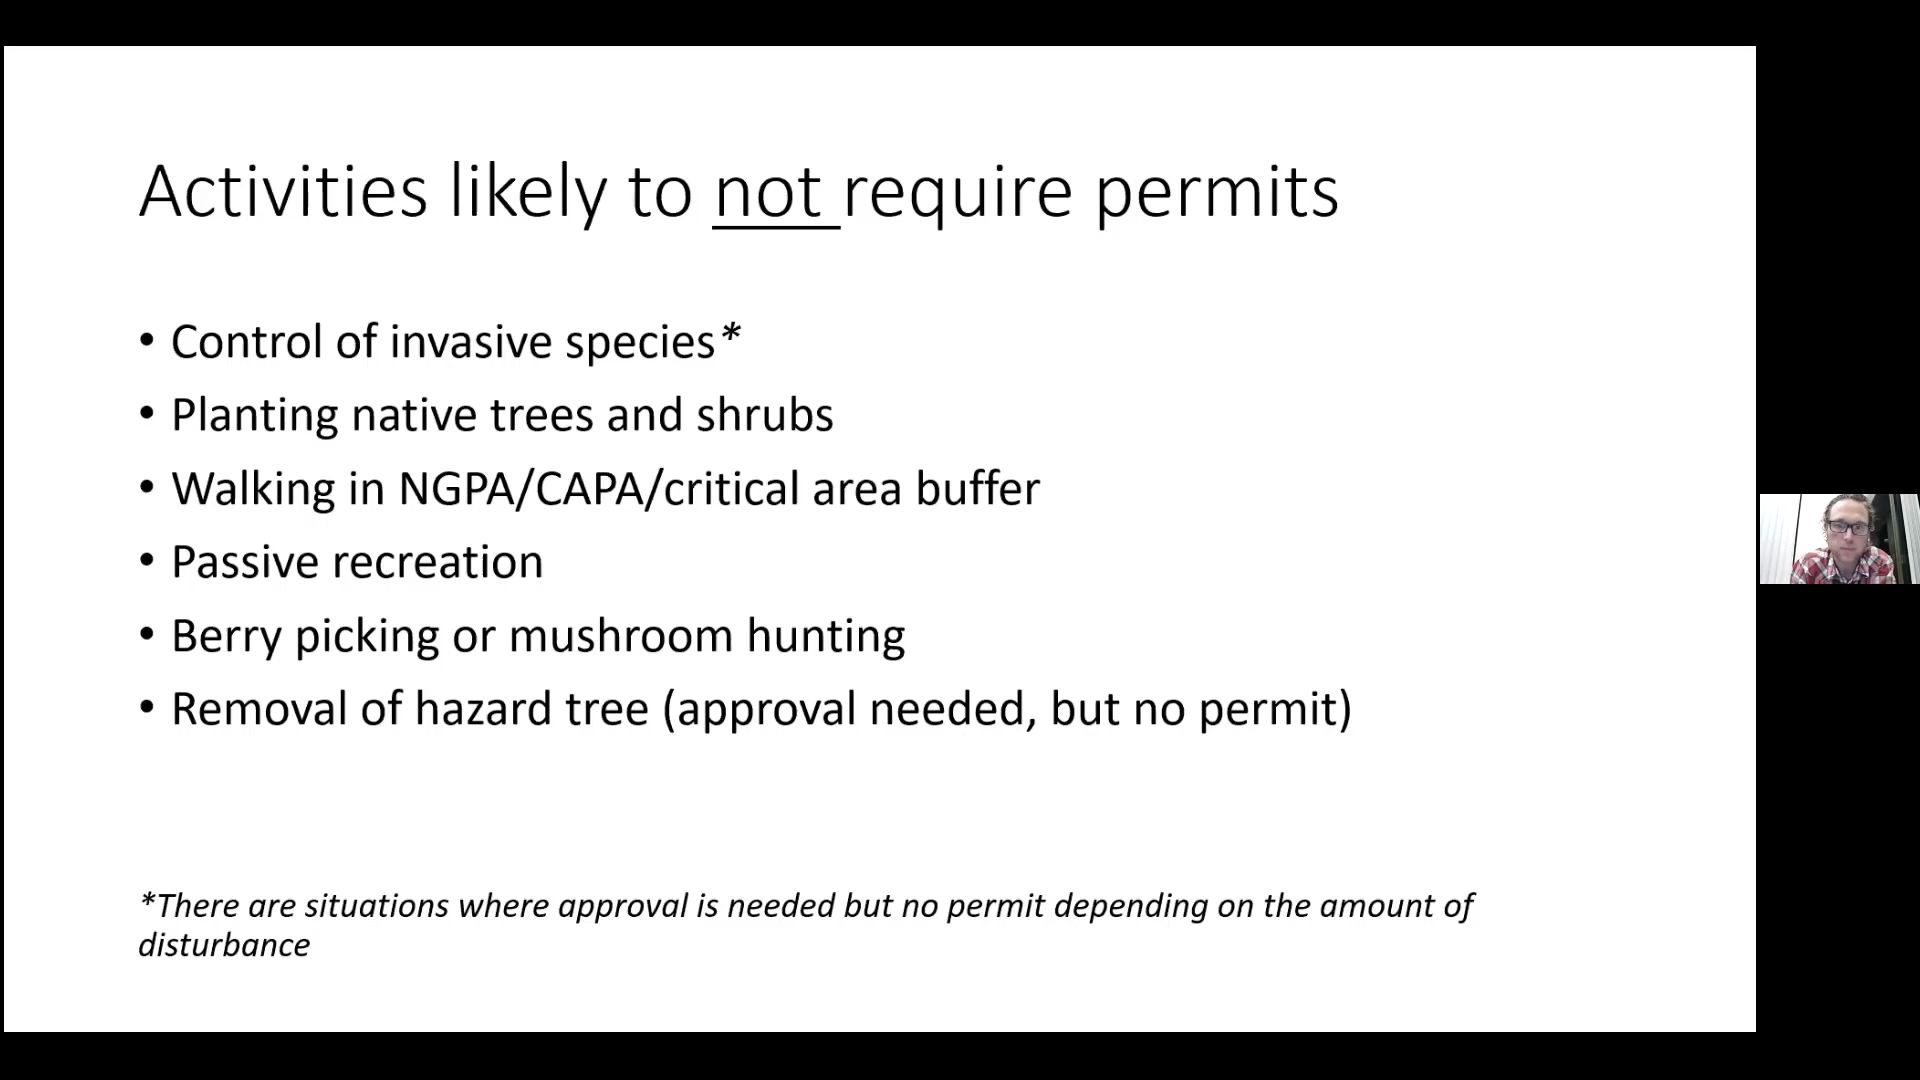 Activities likely to not require permits
• Control of invasive species*
• Planting native trees and shrubs
• Walking in NGPA/CAPA/critical area buffer
• Passive recreation
• Berry picking or mushroom hunting
• Removal of hazard tree (approval needed, but no permit)
*There are situations where approval is needed but no permit depending on the amount of
disturbance